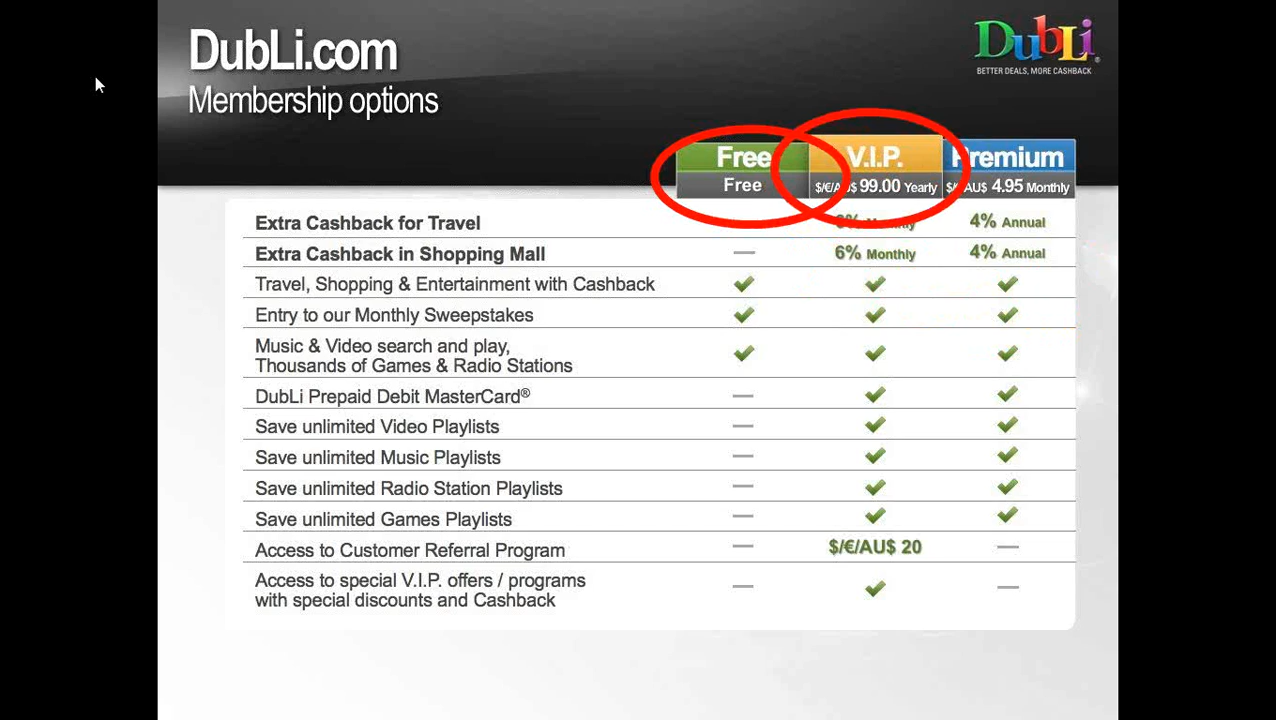 DubLi.com
Membership options
DubLi®
BETTER DEALS, MORE CASHBACK
Free V.I.P. Premium
Free $/€/AU$ 99.00 Yearly AU$ 4.95 Monthly
Extra Cashback for Travel 4% Annual
Extra Cashback in Shopping Mall — 6% Monthly 4% Annual
Travel, Shopping & Entertainment with Cashback
Entry to our Monthly Sweepstakes
Music & Video search and play,
Thousands of Games & Radio Stations
DubLi Prepaid Debit MasterCard® —
Save unlimited Video Playlists —
Save unlimited Music Playlists —
Save unlimited Radio Station Playlists —
Save unlimited Games Playlists —
Access to Customer Referral Program — $/€/AU$ 20 —
Access to special V.I.P. offers / programs — —
with special discounts and Cashback